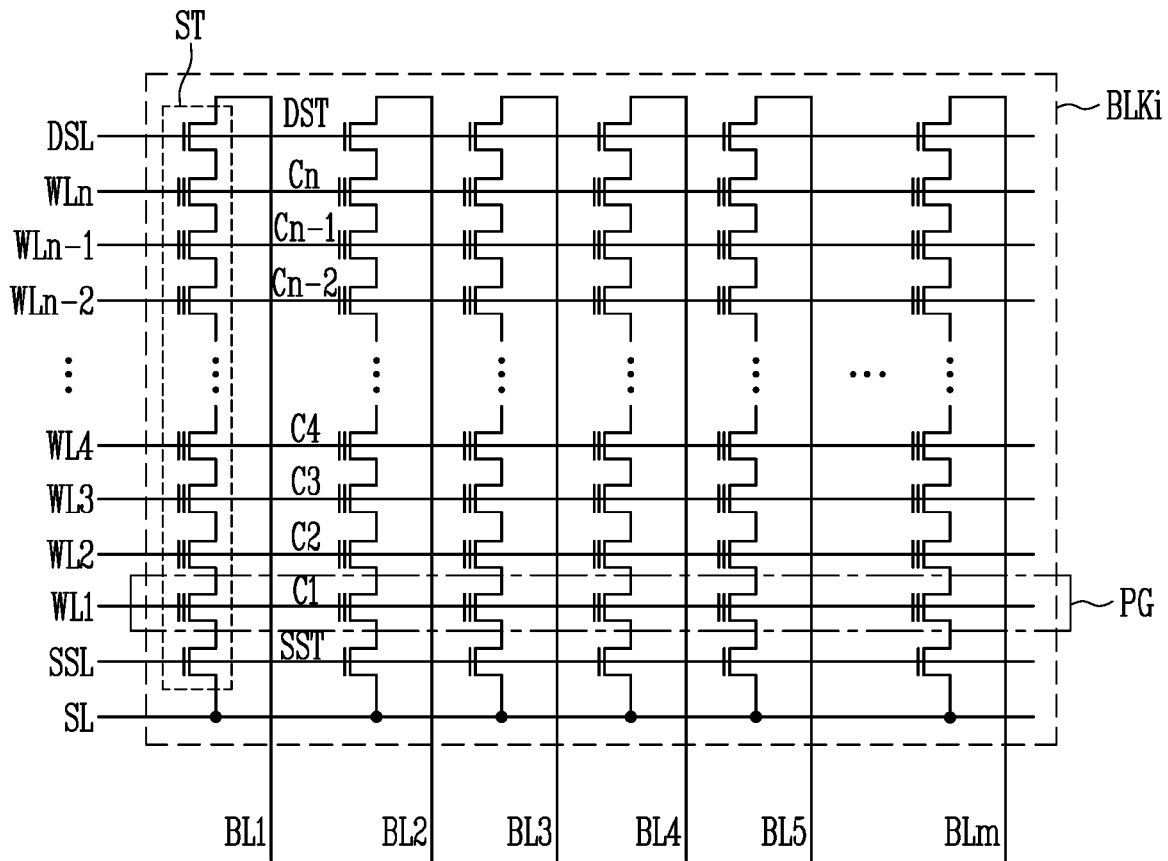 ST
BLKi
DSL DST
WLn Cn
WLn-1 Cn-1
WLn-2 Cn-2
WL4 C4
WL3 C3
WL2 C2
WL1 C1 PG
SSL SST
SL
BL1 BL2 BL3 BL4 BL5 BLm